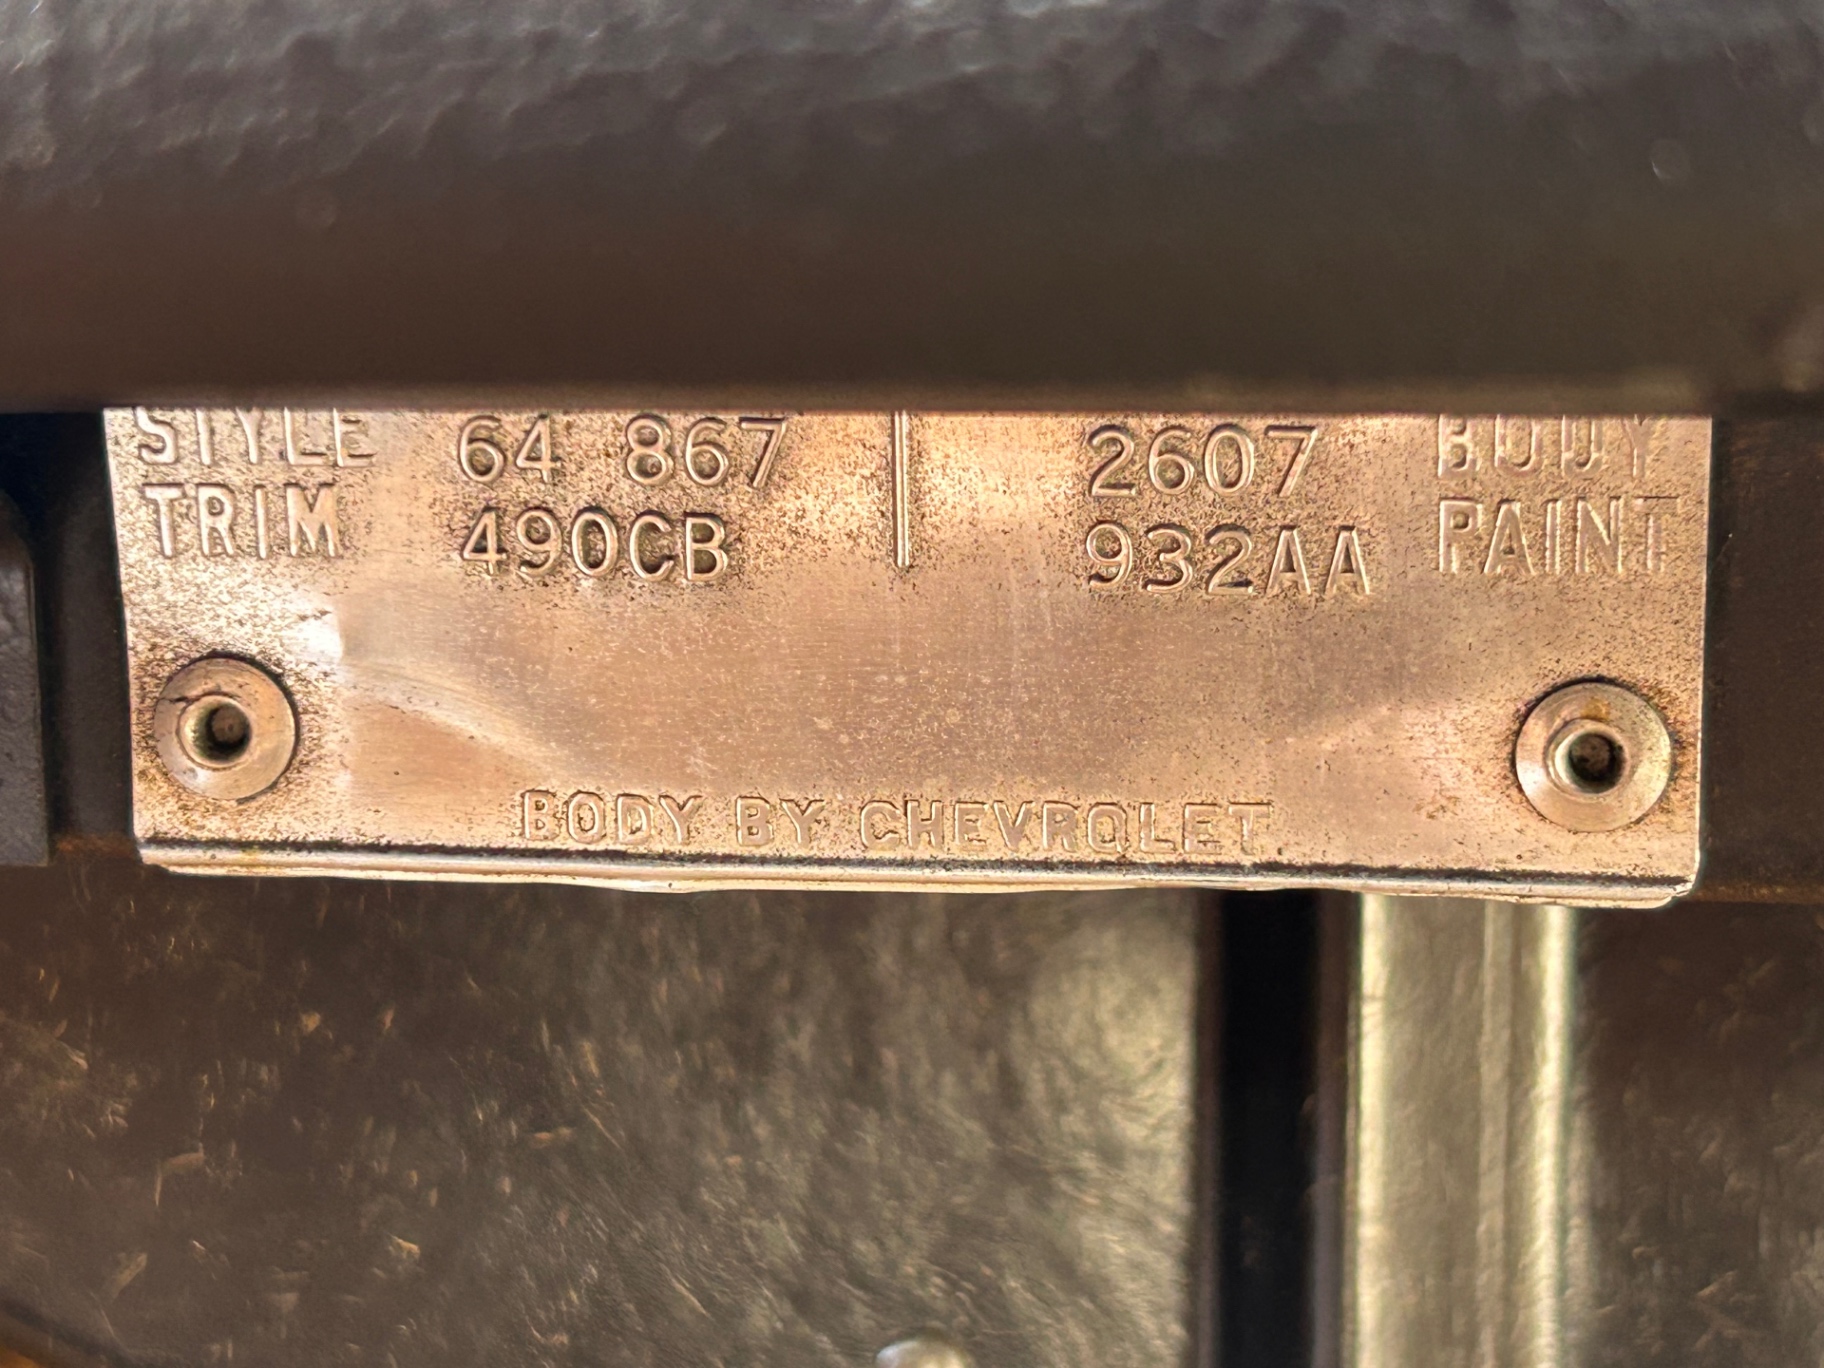 STYLE 64 867 2607 BODY
TRIM 490CB 932AA PAINT
BODY BY CHEVROLET